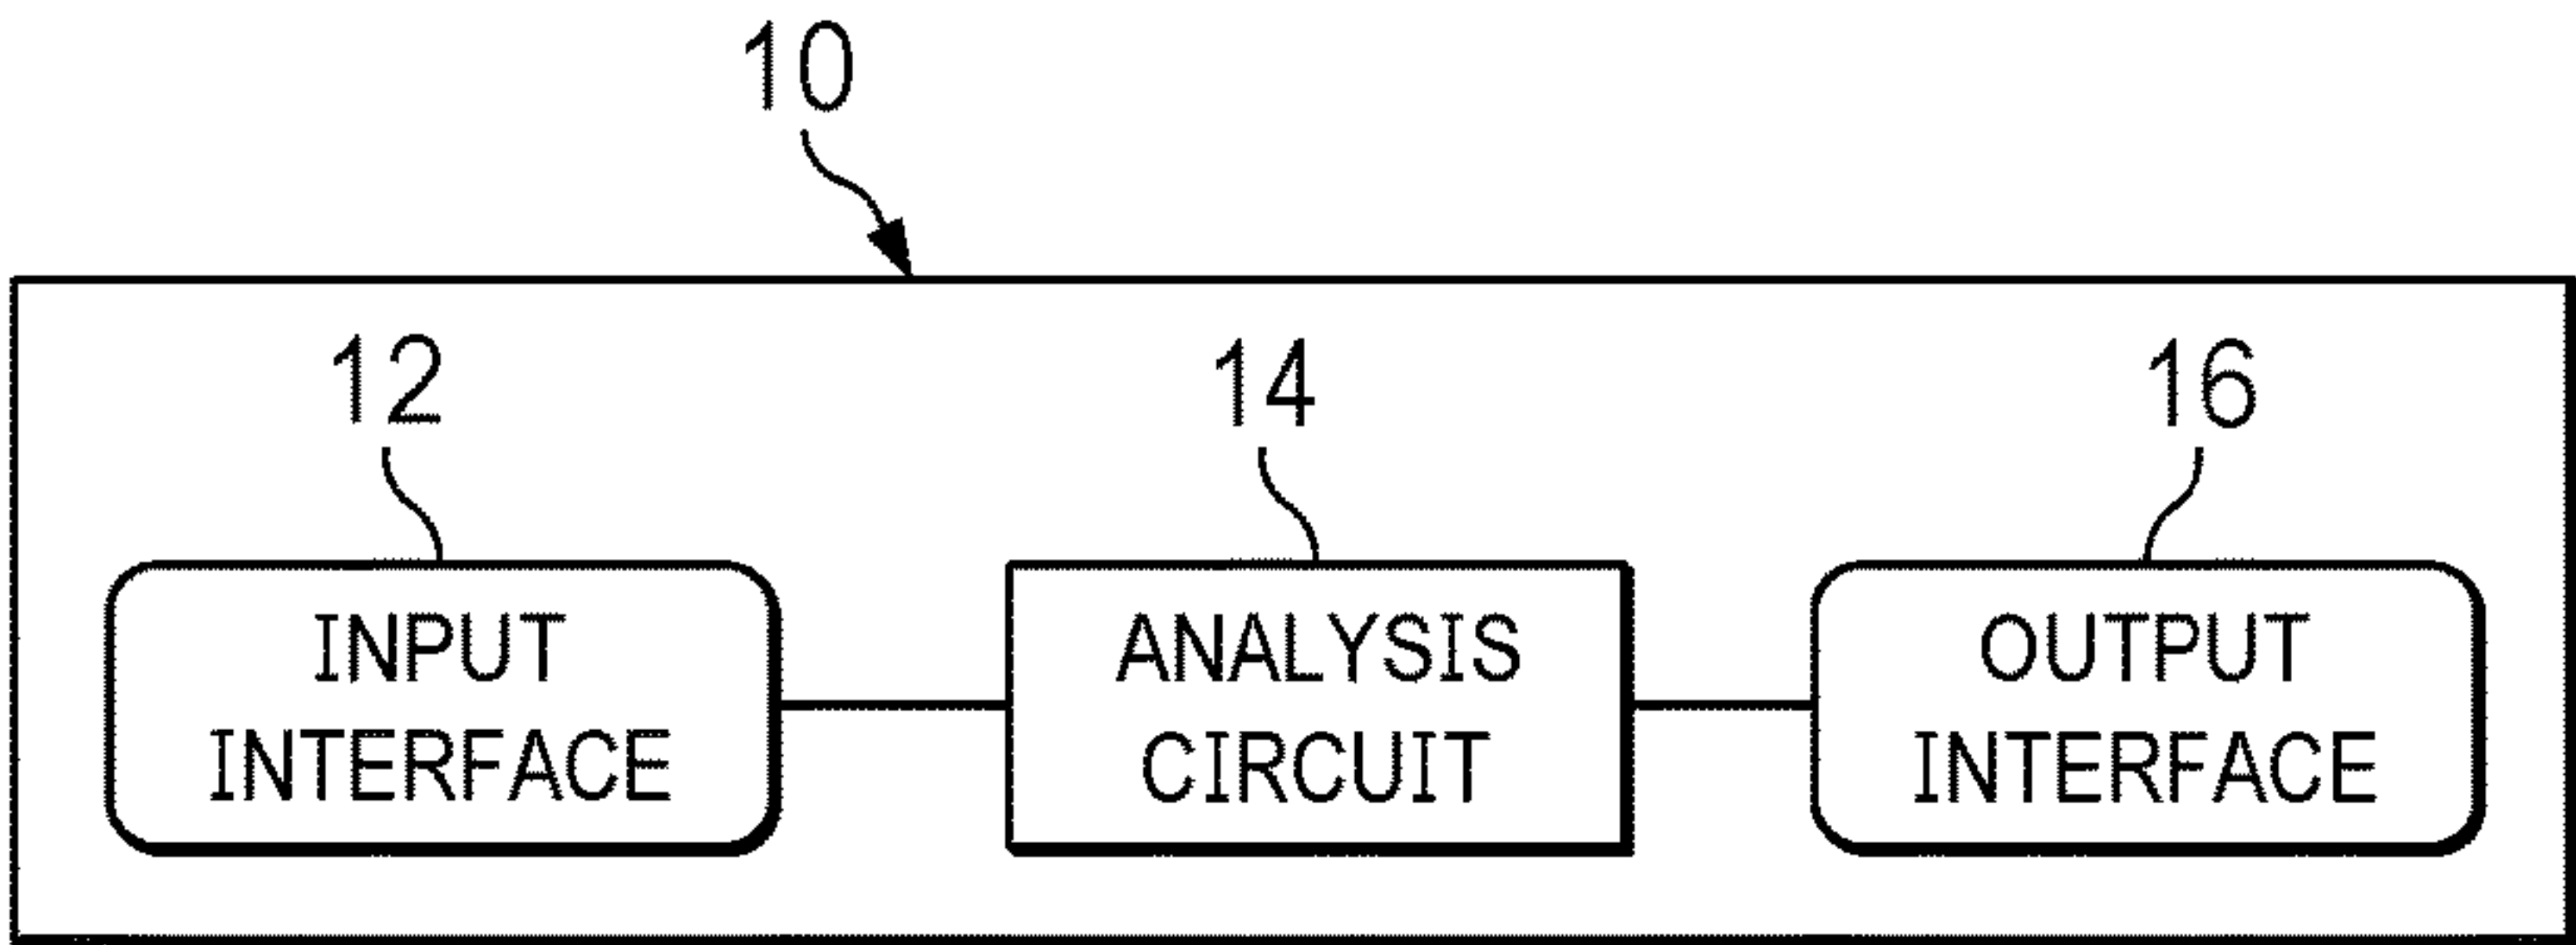 10
12
14
16
INPUT
INTERFACE
ANALYSIS
CIRCUIT
OUTPUT
INTERFACE